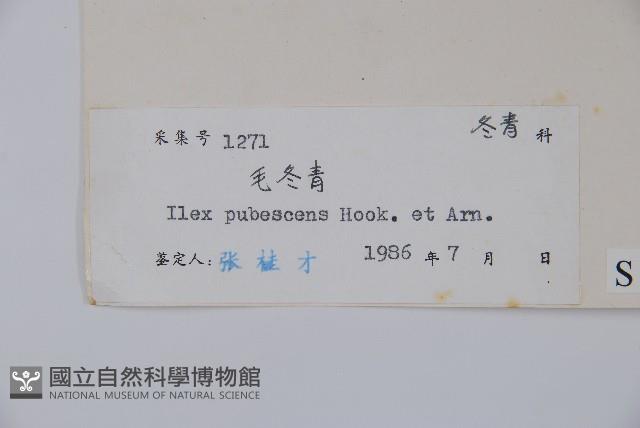 采集号 1271 冬青 科
毛冬青
Ilex pubescens Hook. et Arn.
鉴定人: 张桂才 1986 年 7 月 日
S
國立自然科學博物館
NATIONAL MUSEUM OF NATURAL SCIENCE